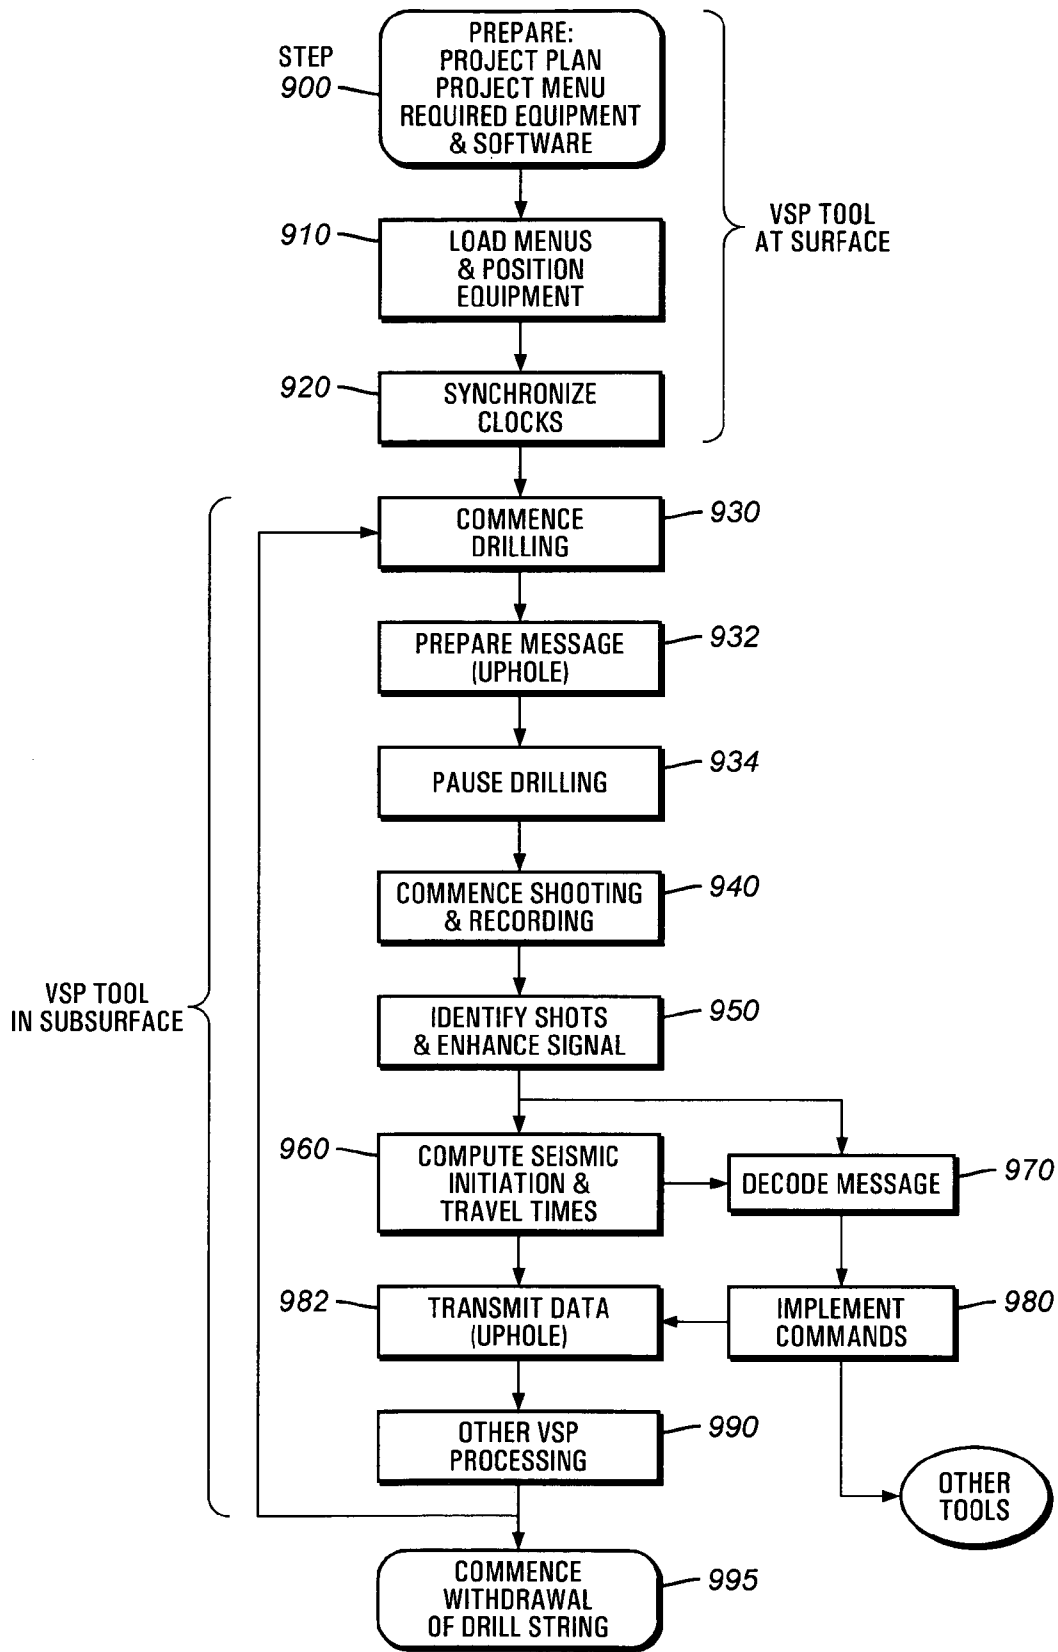 STEP
900
PREPARE:
PROJECT PLAN
PROJECT MENU
REQUIRED EQUIPMENT
& SOFTWARE
910
LOAD MENUS
& POSITION
EQUIPMENT
VSP TOOL
AT SURFACE
920
SYNCHRONIZE
CLOCKS
COMMENCE
DRILLING
930
PREPARE MESSAGE
(UPHOLE)
932
PAUSE DRILLING
934
COMMENCE SHOOTING
& RECORDING
940
VSP TOOL
IN SUBSURFACE
IDENTIFY SHOTS
& ENHANCE SIGNAL
950
960
COMPUTE SEISMIC
INITIATION &
TRAVEL TIMES
DECODE MESSAGE
970
982
TRANSMIT DATA
(UPHOLE)
IMPLEMENT
COMMANDS
980
OTHER VSP
PROCESSING
990
OTHER
TOOLS
COMMENCE
WITHDRAWAL
OF DRILL STRING
995